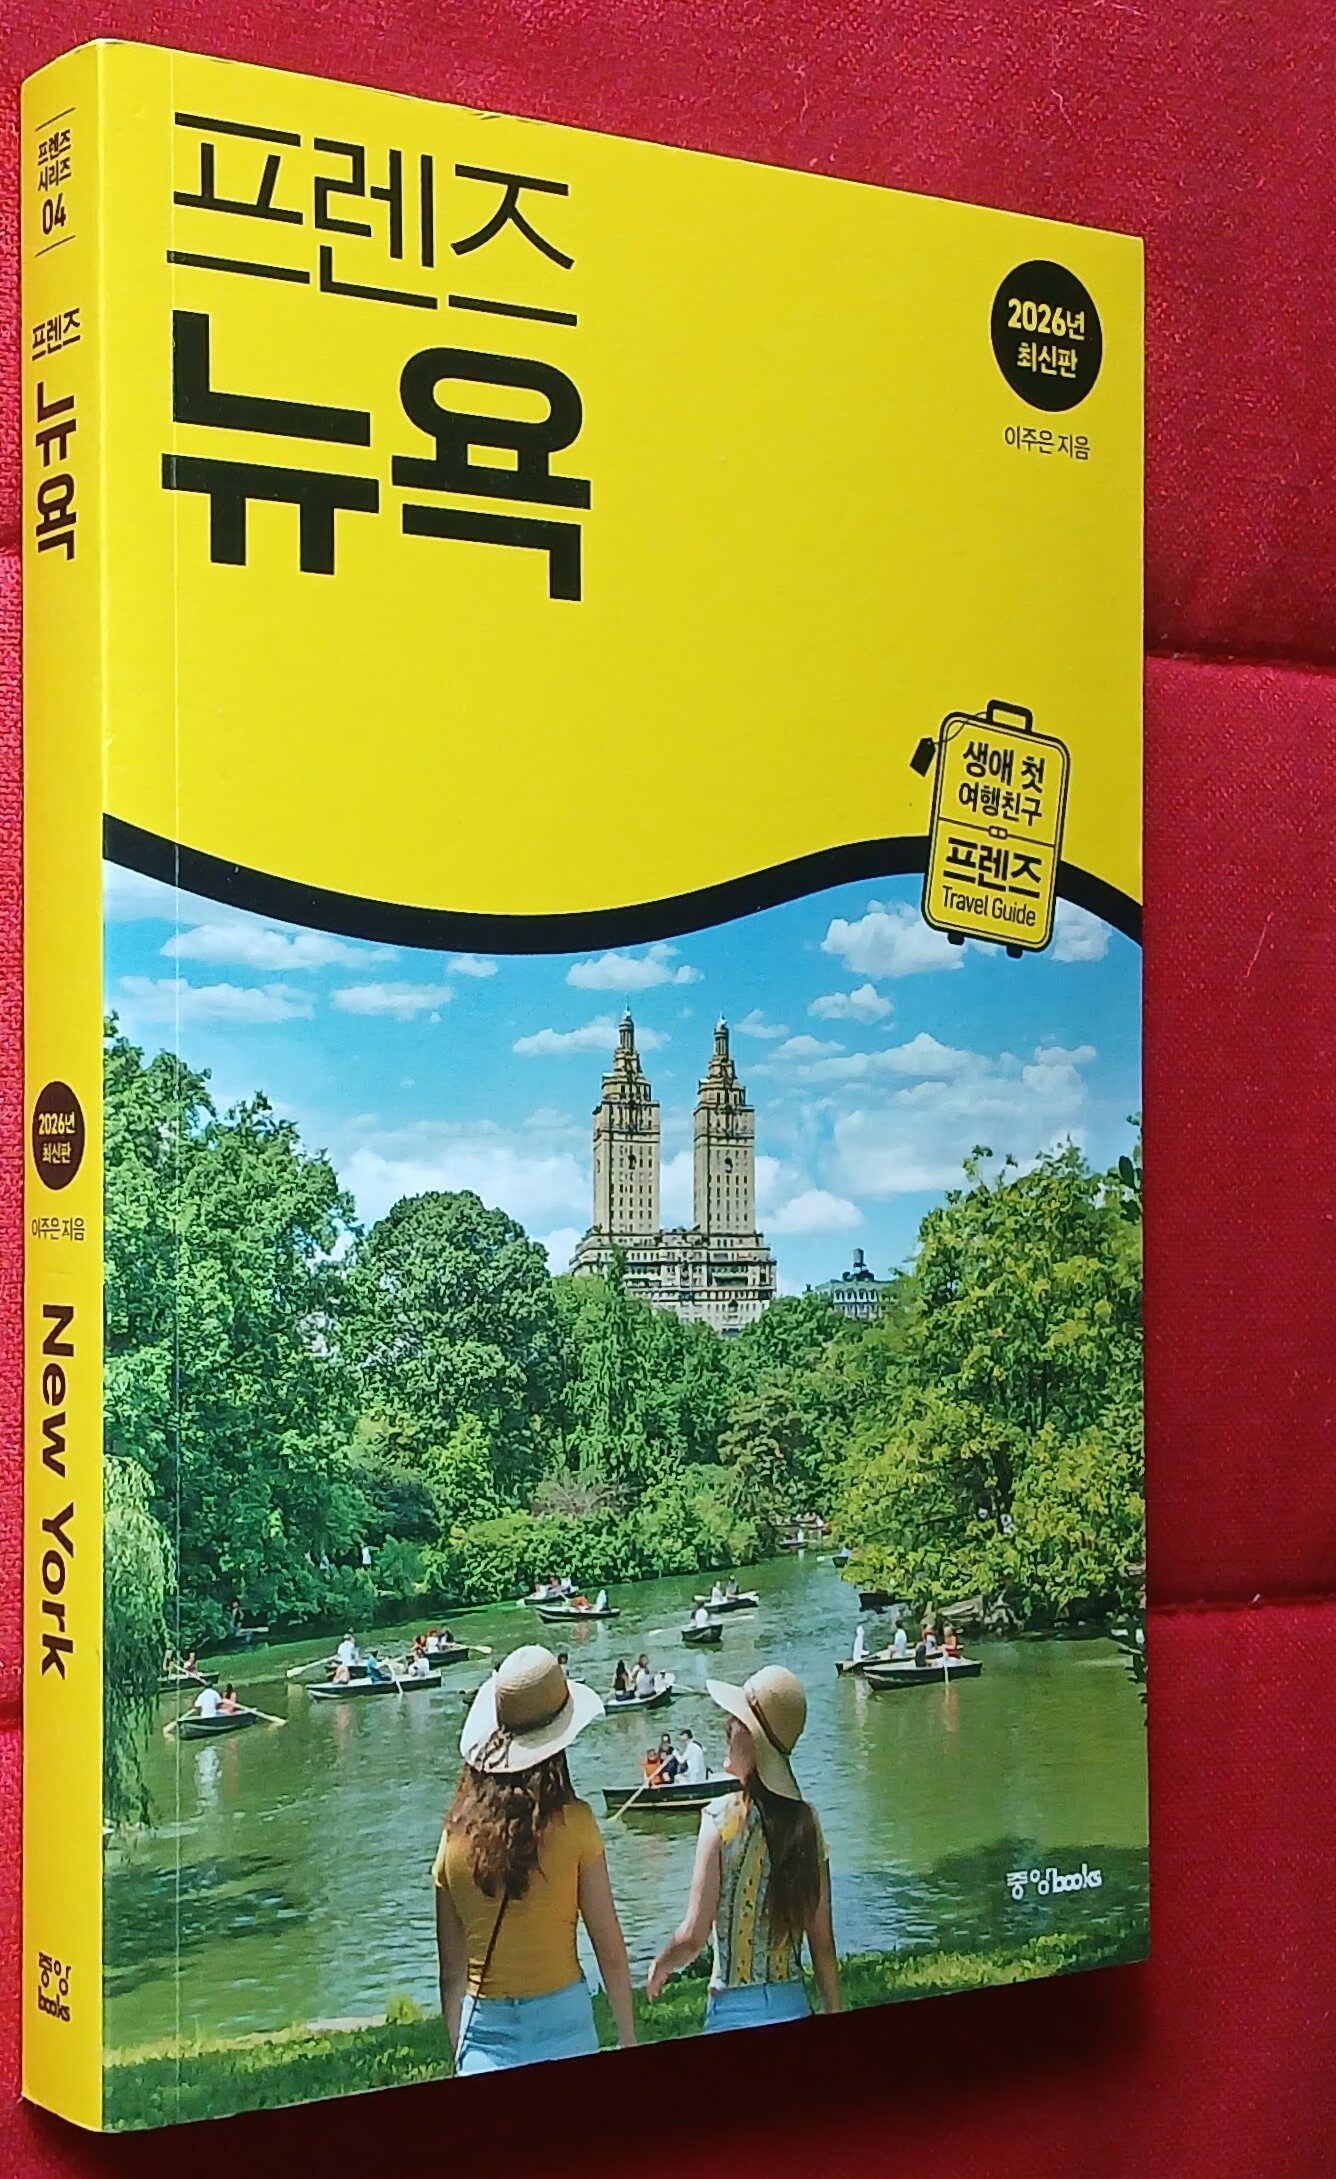 프렌즈
시리즈
04
프렌즈
뉴욕
2026년
최신판
이주은 지음
New York
중앙
books
프렌즈
뉴욕
2026년
최신판
이주은 지음
생애 첫
여행친구
프렌즈
Travel Guide
중앙books